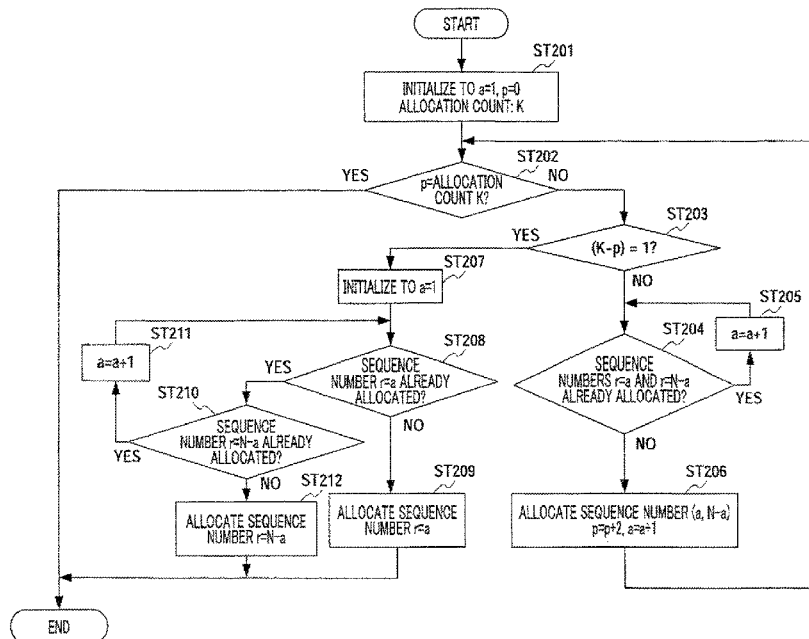 START
ST201
INITIALIZE TO a=1, p=0
ALLOCATION COUNT: K
ST202
YES
p=ALLOCATION
COUNT K?
NO
ST203
YES
(K-p) = 1?
NO
ST207
INITIALIZE TO a=1
ST205
a=a+1
ST211
a=a+1
ST208
YES
SEQUENCE
NUMBER r=a ALREADY
ALLOCATED?
NO
ST204
SEQUENCE
NUMBERS r=a AND r=N-a
ALREADY ALLOCATED?
YES
NO
ST210
SEQUENCE
NUMBER r=N-a ALREADY
ALLOCATED?
YES
NO
ST212
ALLOCATE SEQUENCE
NUMBER r=N-a
ST209
ALLOCATE SEQUENCE
NUMBER r=a
ST206
ALLOCATE SEQUENCE NUMBER (a, N-a)
p=p+2, a=a+1
END